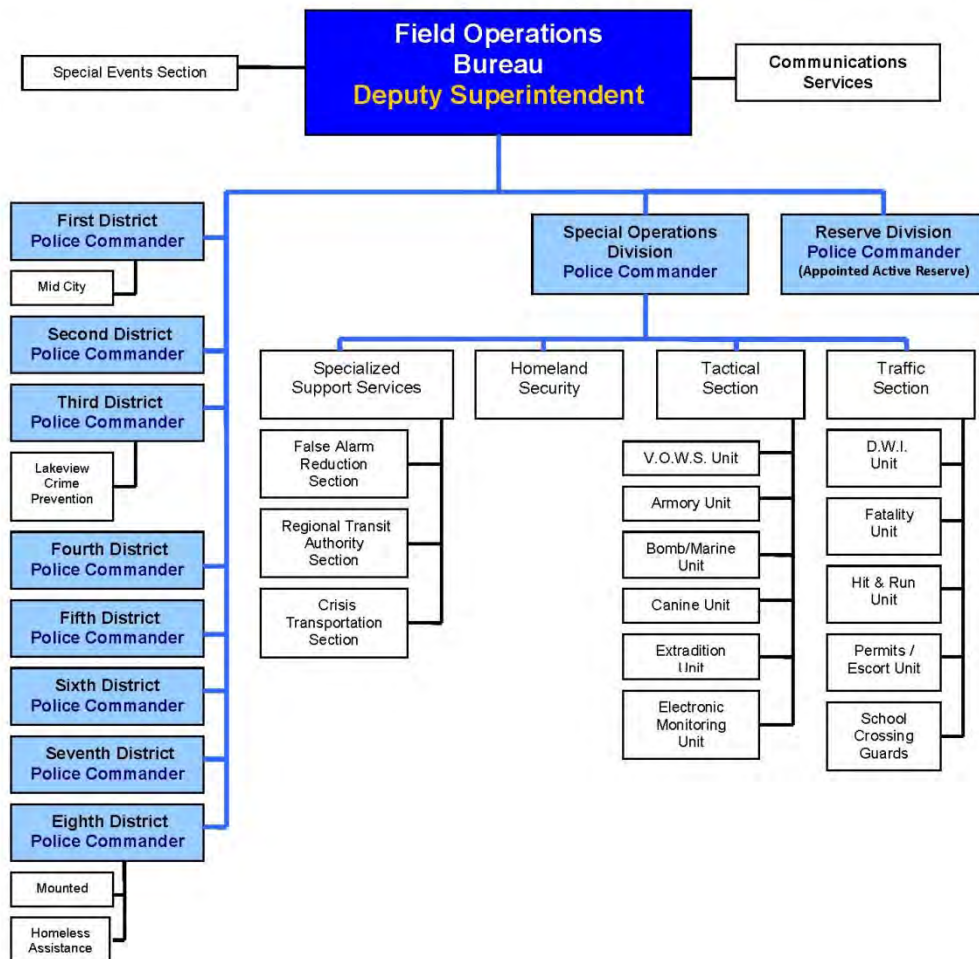 Field Operations
Bureau
Deputy Superintendent
Special Events Section
Communications
Services
First District
Police Commander
Mid City
Second District
Police Commander
Third District
Police Commander
Lakeview
Crime
Prevention
Fourth District
Police Commander
Fifth District
Police Commander
Sixth District
Police Commander
Seventh District
Police Commander
Eighth District
Police Commander
Mounted
Homeless
Assistance
Special Operations
Division
Police Commander
Reserve Division
Police Commander
(Appointed Active Reserve)
Specialized
Support Services
False Alarm
Reduction
Section
Regional Transit
Authority
Section
Crisis
Transportation
Section
Homeland
Security
Tactical
Section
V.O.W.S. Unit
Armory Unit
Bomb/Marine
Unit
Canine Unit
Extradition
Unit
Electronic
Monitoring
Unit
Traffic
Section
D.W.I.
Unit
Fatality
Unit
Hit & Run
Unit
Permits /
Escort Unit
School
Crossing
Guards